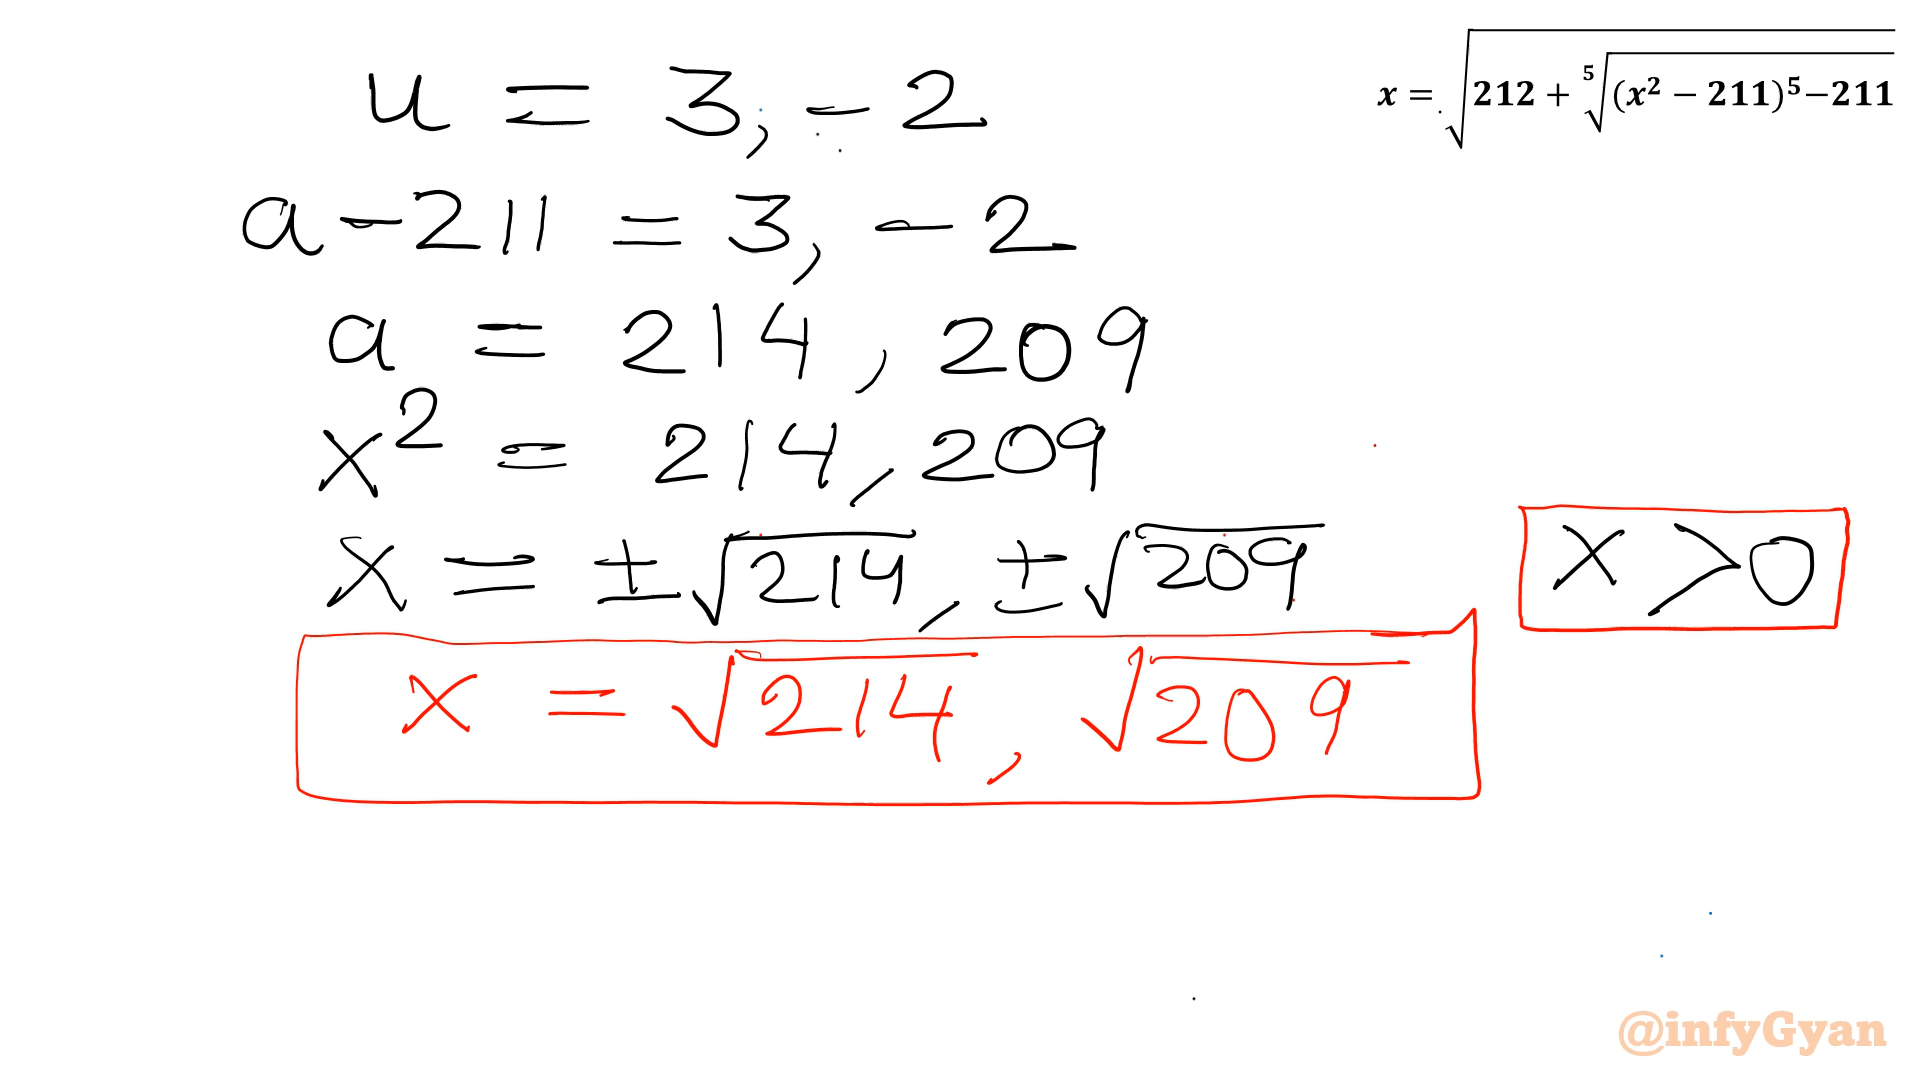 x = √(212 + ⁵√((x² − 211)⁵−211))
u = 3, −2
a − 211 = 3, −2
a = 214, 209
x² = 214, 209
x = ±√214, ±√209
x > 0
x = √214, √209
@infyGyan